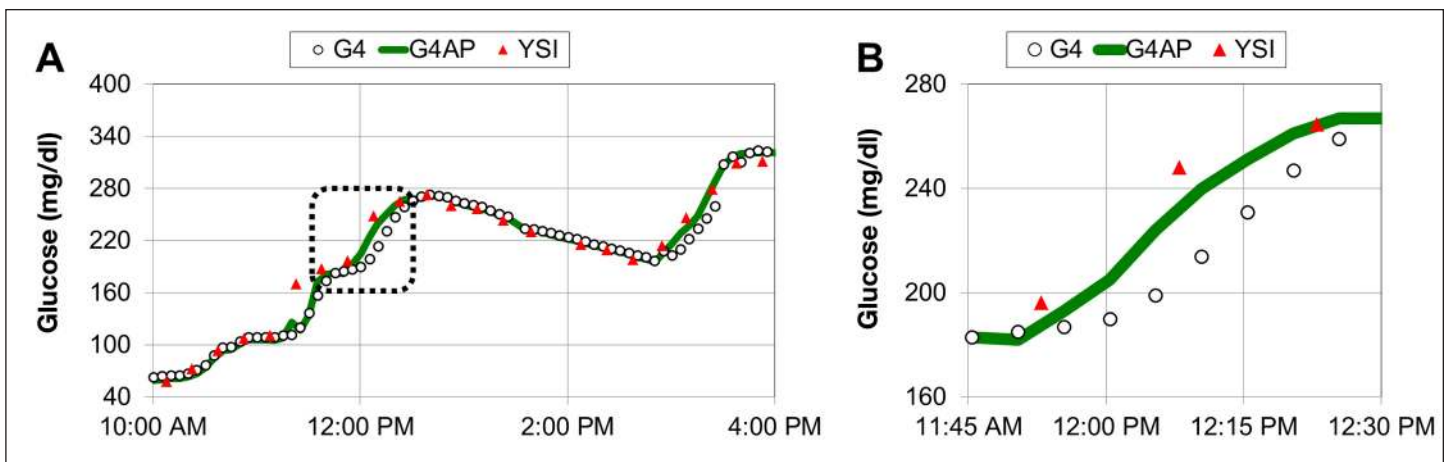 A
G4 G4AP YSI
Glucose (mg/dl)
400
340
280
220
160
100
40
10:00 AM 12:00 PM 2:00 PM 4:00 PM
B
G4 G4AP YSI
Glucose (mg/dl)
280
240
200
160
11:45 AM 12:00 PM 12:15 PM 12:30 PM